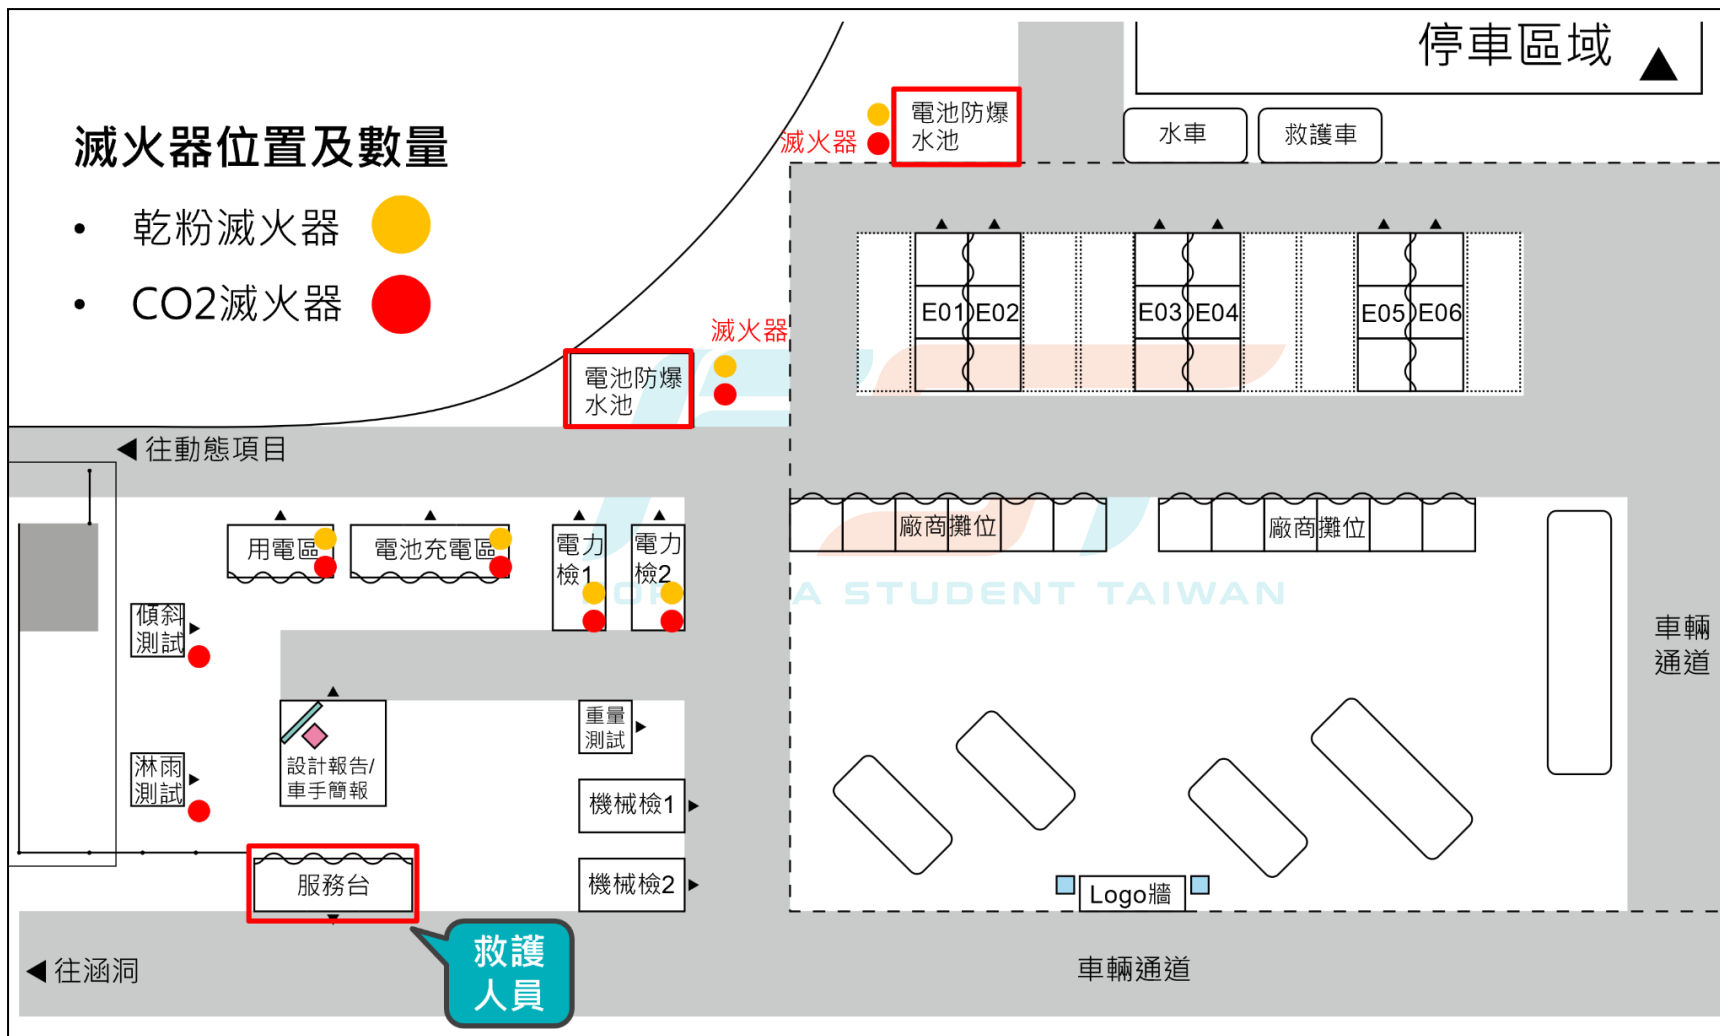 停車區域
電池防爆
水池
滅火器
水車
救護車
滅火器位置及數量
• 乾粉滅火器
• CO2滅火器
E01
E02
E03
E04
E05
E06
滅火器
電池防爆
水池
往動態項目
用電區
電池充電區
電力
檢1
電力
檢2
廠商攤位
廠商攤位
FORMULA STUDENT TAIWAN
傾斜
測試
車輛
通道
重量
測試
淋雨
測試
設計報告/
車手簡報
機械檢1
機械檢2
服務台
Logo牆
救護
人員
往涵洞
車輛通道